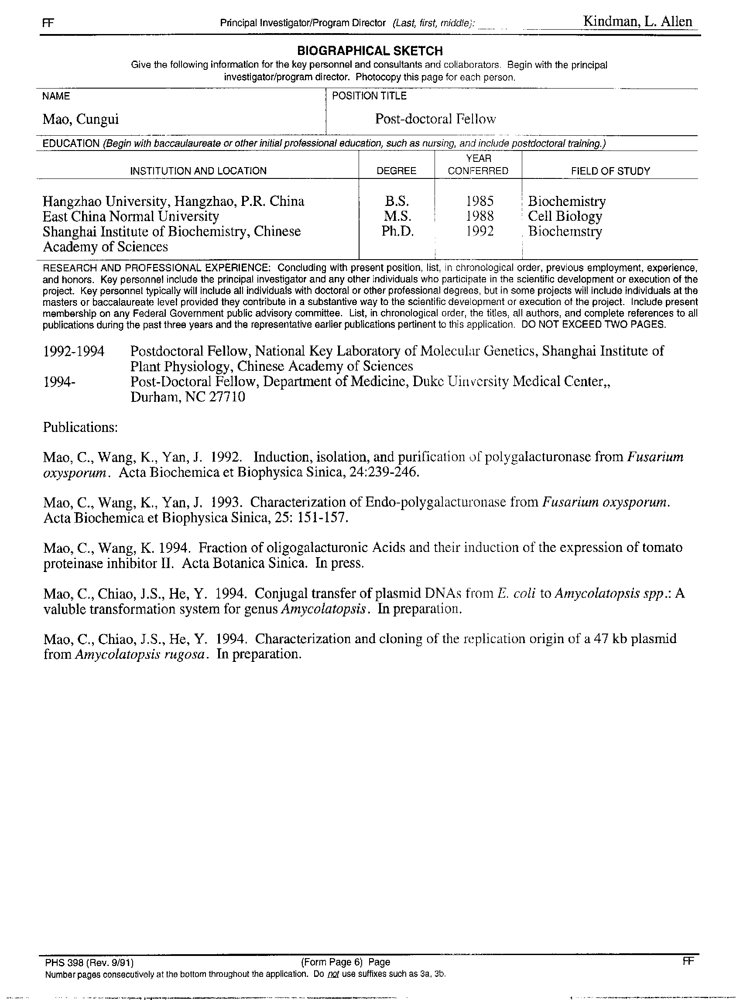 FF Principal Investigator/Program Director (Last, first, middle): Kindman, L. Allen
BIOGRAPHICAL SKETCH
Give the following information for the key personnel and consultants and collaborators. Begin with the principal
investigator/program director. Photocopy this page for each person.
NAME POSITION TITLE
Mao, Cungui Post-doctoral Fellow
EDUCATION (Begin with baccaulaureate or other initial professional education, such as nursing, and include postdoctoral training.)
INSTITUTION AND LOCATION DEGREE YEAR CONFERRED FIELD OF STUDY
Hangzhao University, Hangzhao, P.R. China B.S. 1985 Biochemistry
East China Normal University M.S. 1988 Cell Biology
Shanghai Institute of Biochemistry, Chinese Ph.D. 1992 Biochemstry
Academy of Sciences
RESEARCH AND PROFESSIONAL EXPERIENCE: Concluding with present position, list, in chronological order, previous employment, experience,
and honors. Key personnel include the principal investigator and any other individuals who participate in the scientific development or execution of the
project. Key personnel typically will include all individuals with doctoral or other professional degrees, but in some projects will include individuals at the
masters or baccalaureate level provided they contribute in a substantive way to the scientific development or execution of the project. Include present
membership on any Federal Government public advisory committee. List, in chronological order, the titles, all authors, and complete references to all
publications during the past three years and the representative earlier publications pertinent to this application. DO NOT EXCEED TWO PAGES.
1992-1994 Postdoctoral Fellow, National Key Laboratory of Molecular Genetics, Shanghai Institute of
Plant Physiology, Chinese Academy of Sciences
1994- Post-Doctoral Fellow, Department of Medicine, Duke Uinversity Medical Center,,
Durham, NC 27710
Publications:
Mao, C., Wang, K., Yan, J. 1992. Induction, isolation, and purification of polygalacturonase from Fusarium
oxysporum. Acta Biochemica et Biophysica Sinica, 24:239-246.
Mao, C., Wang, K., Yan, J. 1993. Characterization of Endo-polygalacturonase from Fusarium oxysporum.
Acta Biochemica et Biophysica Sinica, 25: 151-157.
Mao, C., Wang, K. 1994. Fraction of oligogalacturonic Acids and their induction of the expression of tomato
proteinase inhibitor II. Acta Botanica Sinica. In press.
Mao, C., Chiao, J.S., He, Y. 1994. Conjugal transfer of plasmid DNAs from E. coli to Amycolatopsis spp.: A
valuble transformation system for genus Amycolatopsis. In preparation.
Mao, C., Chiao, J.S., He, Y. 1994. Characterization and cloning of the replication origin of a 47 kb plasmid
from Amycolatopsis rugosa. In preparation.
PHS 398 (Rev. 9/91) (Form Page 6) Page FF
Number pages consecutively at the bottom throughout the application. Do not use suffixes such as 3a, 3b.